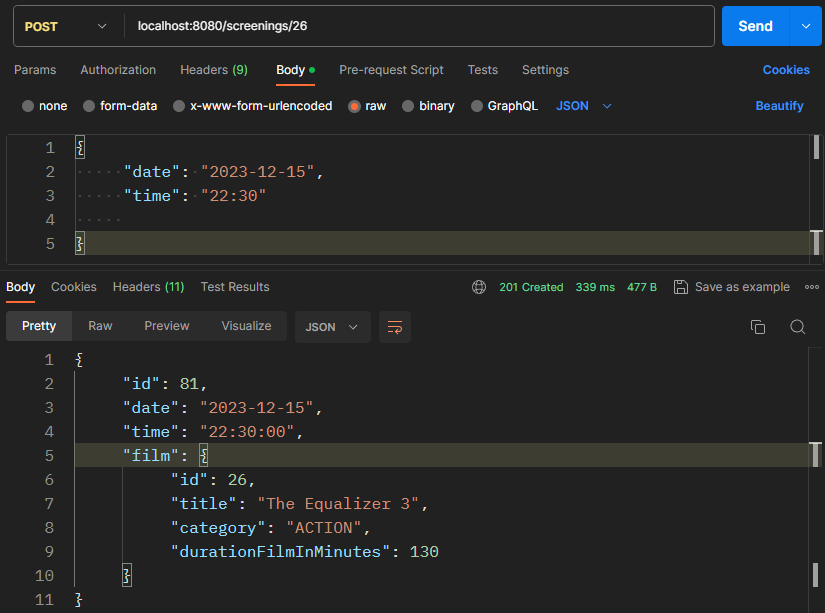 POST localhost:8080/screenings/26 Send
Params Authorization Headers (9) Body Pre-request Script Tests Settings Cookies
none form-data x-www-form-urlencoded raw binary GraphQL JSON Beautify
1 {
2 "date": "2023-12-15",
3 "time": "22:30"
4
5 }
Body Cookies Headers (11) Test Results 201 Created 339 ms 477 B Save as example
Pretty Raw Preview Visualize JSON
1 {
2 "id": 81,
3 "date": "2023-12-15",
4 "time": "22:30:00",
5 "film": {
6 "id": 26,
7 "title": "The Equalizer 3",
8 "category": "ACTION",
9 "durationFilmInMinutes": 130
10 }
11 }